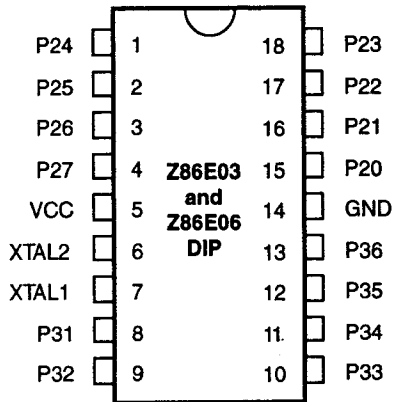 P24 1 18 P23
P25 2 17 P22
P26 3 16 P21
P27 4 15 P20
VCC 5 14 GND
XTAL2 6 13 P36
XTAL1 7 12 P35
P31 8 11 P34
P32 9 10 P33
Z86E03
and
Z86E06
DIP